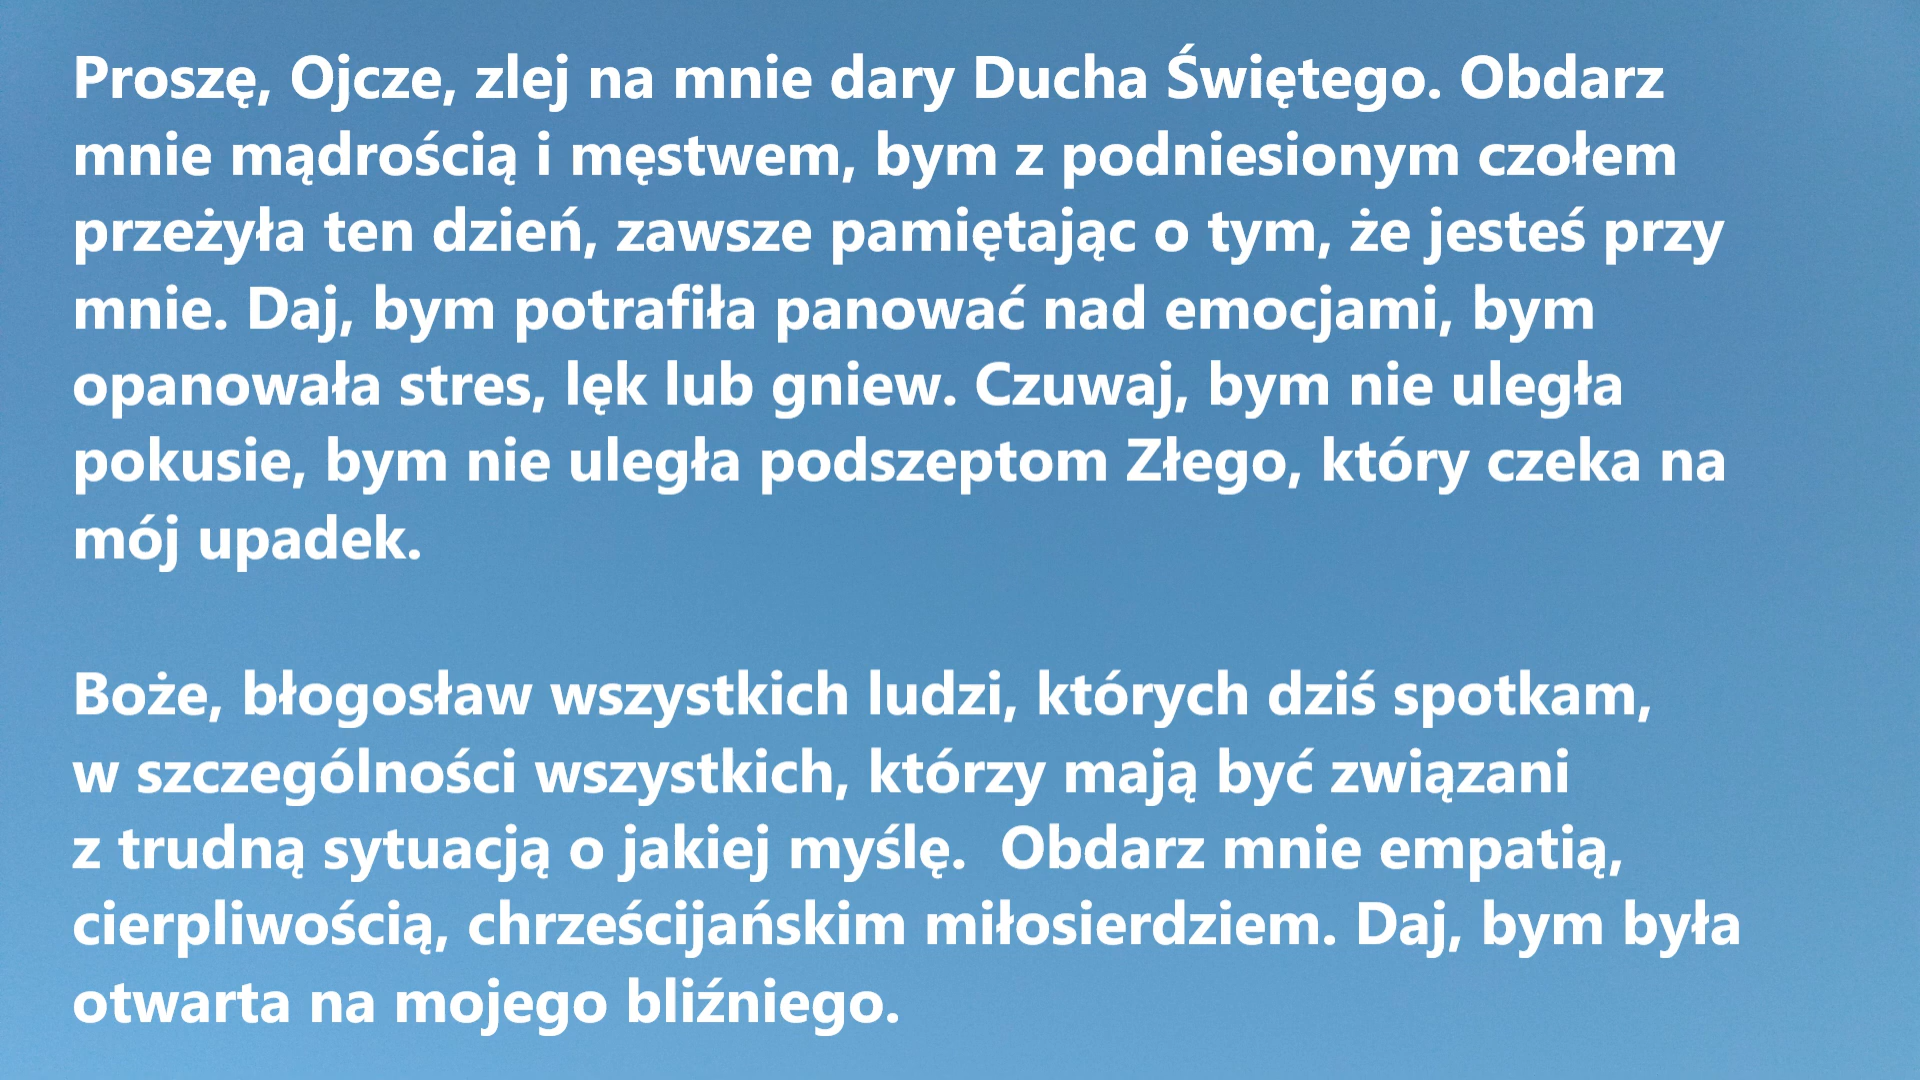 Proszę, Ojcze, zlej na mnie dary Ducha Świętego. Obdarz
mnie mądrością i męstwem, bym z podniesionym czołem
przeżyła ten dzień, zawsze pamiętając o tym, że jesteś przy
mnie. Daj, bym potrafiła panować nad emocjami, bym
opanowała stres, lęk lub gniew. Czuwaj, bym nie uległa
pokusie, bym nie uległa podszeptom Złego, który czeka na
mój upadek.
Boże, błogosław wszystkich ludzi, których dziś spotkam,
w szczególności wszystkich, którzy mają być związani
z trudną sytuacją o jakiej myślę.  Obdarz mnie empatią,
cierpliwością, chrześcijańskim miłosierdziem. Daj, bym była
otwarta na mojego bliźniego.